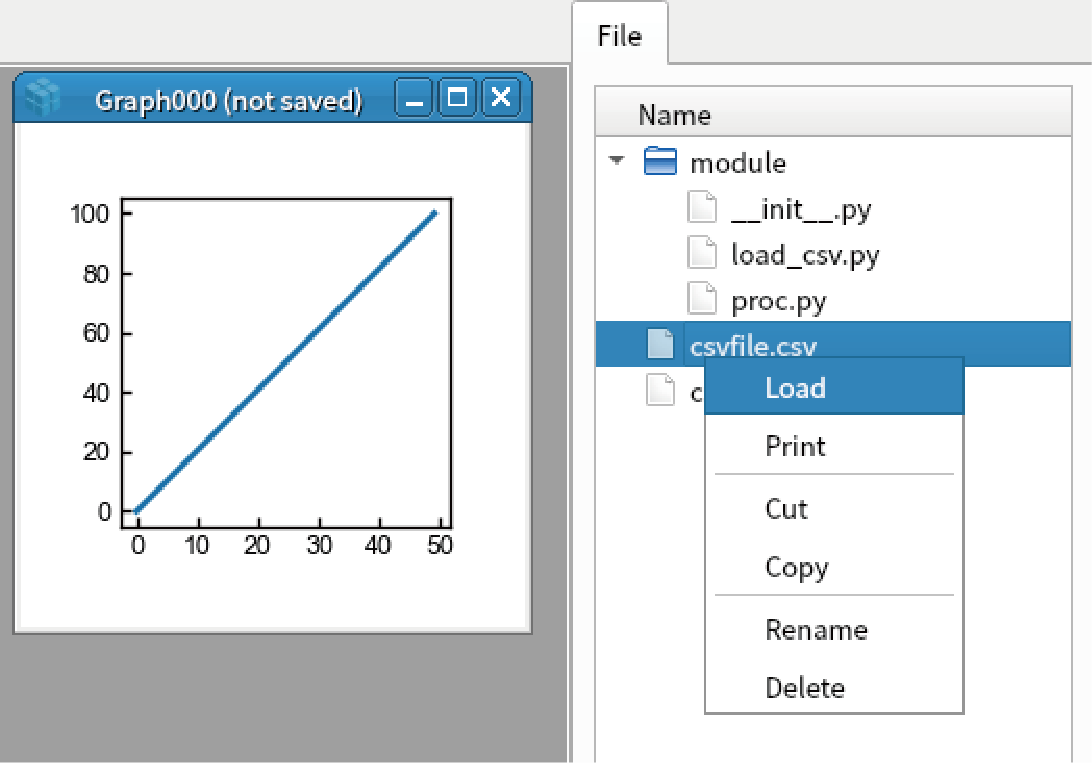 File
Graph000 (not saved)
Name
module
__init__.py
load_csv.py
proc.py
csvfile.csv
c
Load
Print
Cut
Copy
Rename
Delete
100
80
60
40
20
0
0 10 20 30 40 50